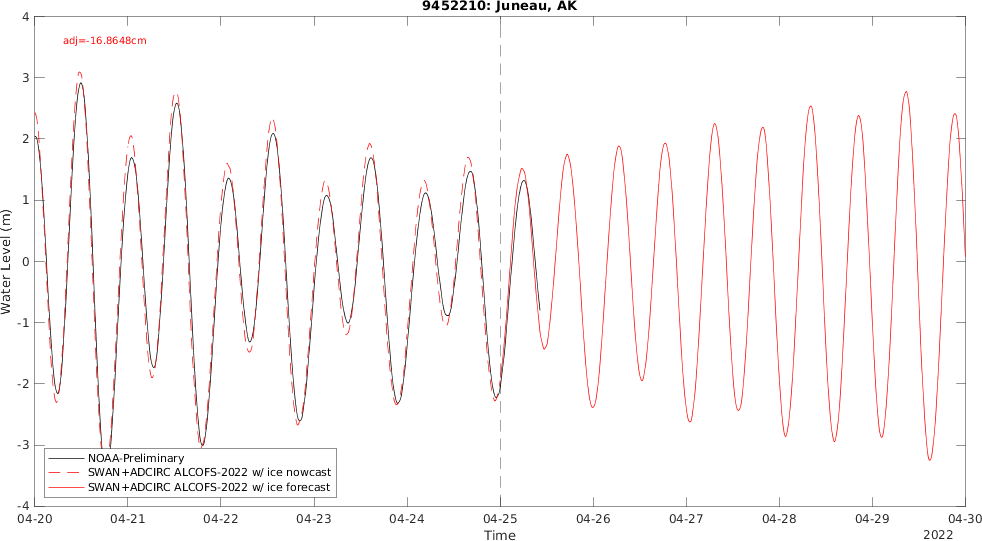 9452210: Juneau, AK
adj=-16.8648cm
Water Level (m)
4
3
2
1
0
-1
-2
-3
-4
NOAA-Preliminary
SWAN+ADCIRC ALCOFS-2022 w/ ice nowcast
SWAN+ADCIRC ALCOFS-2022 w/ ice forecast
04-20 04-21 04-22 04-23 04-24 04-25 04-26 04-27 04-28 04-29 04-30
Time
2022